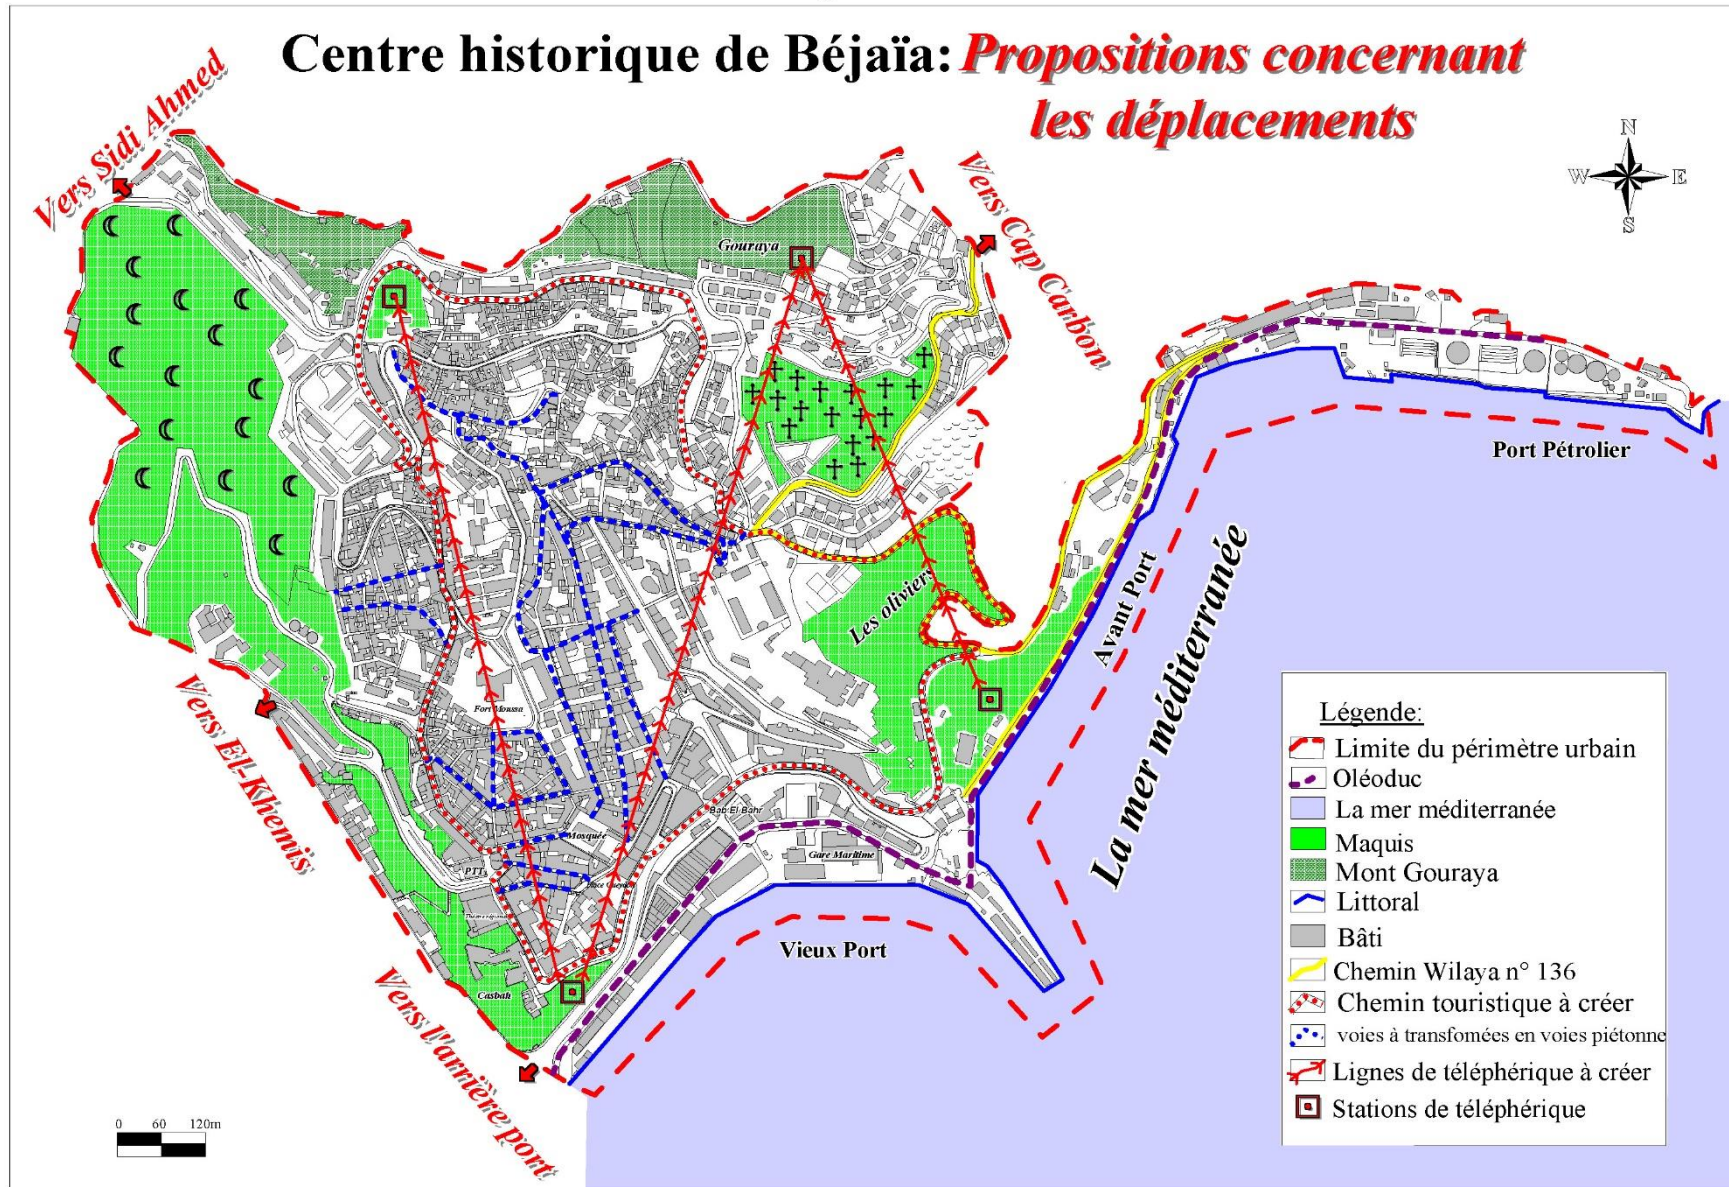 Centre historique de Béjaïa: Propositions concernant
les déplacements
Vers Sidi Ahmed
Vers Cap Carbon
N
W E
S
Gouraya
Port Pétrolier
Les oliviers
Avant Port
La mer méditerranée
Vers El-Khemis
Fort Moussa
Bab El Bahr
Mosquée
Gare Maritime
PTT
Casbah
Vieux Port
Vers l'arrière port
0 60 120m
Légende:
Limite du périmètre urbain
Oléoduc
La mer méditerranée
Maquis
Mont Gouraya
Littoral
Bâti
Chemin Wilaya n° 136
Chemin touristique à créer
voies à transfomées en voies piétonne
Lignes de téléphérique à créer
Stations de téléphérique